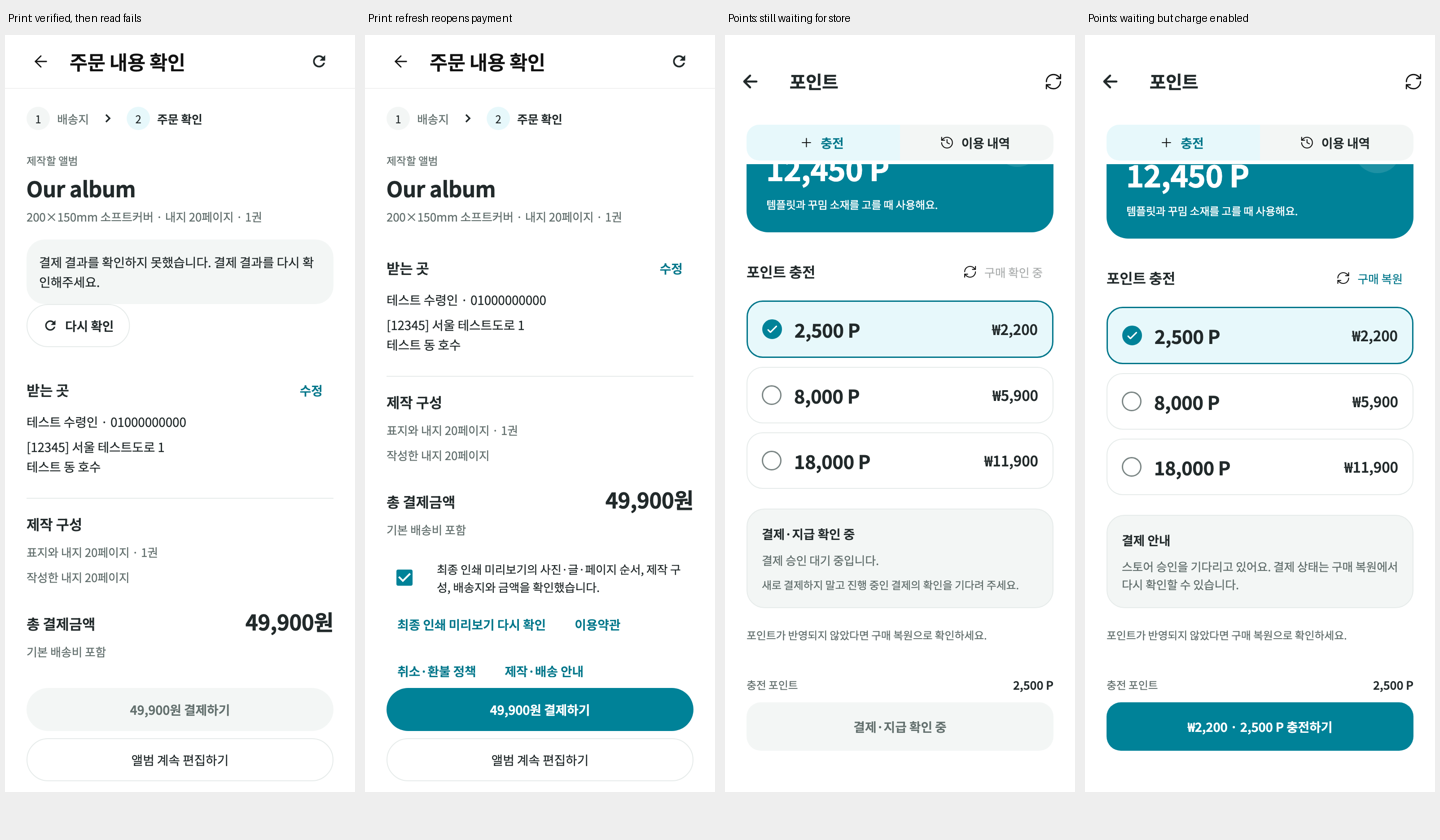 Print: verified, then read fails
주문 내용 확인
1 배송지 2 주문 확인
제작할 앨범
Our album
200×150mm 소프트커버 · 내지 20페이지 · 1권
결제 결과를 확인하지 못했습니다. 결제 결과를 다시 확
인해주세요.
다시 확인
받는 곳 수정
테스트 수령인 · 01000000000
[12345] 서울 테스트도로 1
테스트 동 호수
제작 구성
표지와 내지 20페이지 · 1권
작성한 내지 20페이지
총 결제금액 49,900원
기본 배송비 포함
49,900원 결제하기
앨범 계속 편집하기
Print: refresh reopens payment
주문 내용 확인
1 배송지 2 주문 확인
제작할 앨범
Our album
200×150mm 소프트커버 · 내지 20페이지 · 1권
받는 곳 수정
테스트 수령인 · 01000000000
[12345] 서울 테스트도로 1
테스트 동 호수
제작 구성
표지와 내지 20페이지 · 1권
작성한 내지 20페이지
총 결제금액 49,900원
기본 배송비 포함
최종 인쇄 미리보기의 사진·글·페이지 순서, 제작 구
성, 배송지와 금액을 확인했습니다.
최종 인쇄 미리보기 다시 확인 이용약관
취소·환불 정책 제작·배송 안내
49,900원 결제하기
앨범 계속 편집하기
Points: still waiting for store
포인트
충전 이용 내역
12,450 P
템플릿과 꾸밈 소재를 고를 때 사용해요.
포인트 충전 구매 확인 중
2,500 P ₩2,200
8,000 P ₩5,900
18,000 P ₩11,900
결제·지급 확인 중
결제 승인 대기 중입니다.
새로 결제하지 말고 진행 중인 결제의 확인을 기다려 주세요.
포인트가 반영되지 않았다면 구매 복원으로 확인하세요.
충전 포인트 2,500 P
결제·지급 확인 중
Points: waiting but charge enabled
포인트
충전 이용 내역
12,450 P
템플릿과 꾸밈 소재를 고를 때 사용해요.
포인트 충전 구매 복원
2,500 P ₩2,200
8,000 P ₩5,900
18,000 P ₩11,900
결제 안내
스토어 승인을 기다리고 있어요. 결제 상태는 구매 복원에서
다시 확인할 수 있습니다.
포인트가 반영되지 않았다면 구매 복원으로 확인하세요.
충전 포인트 2,500 P
₩2,200 · 2,500 P 충전하기